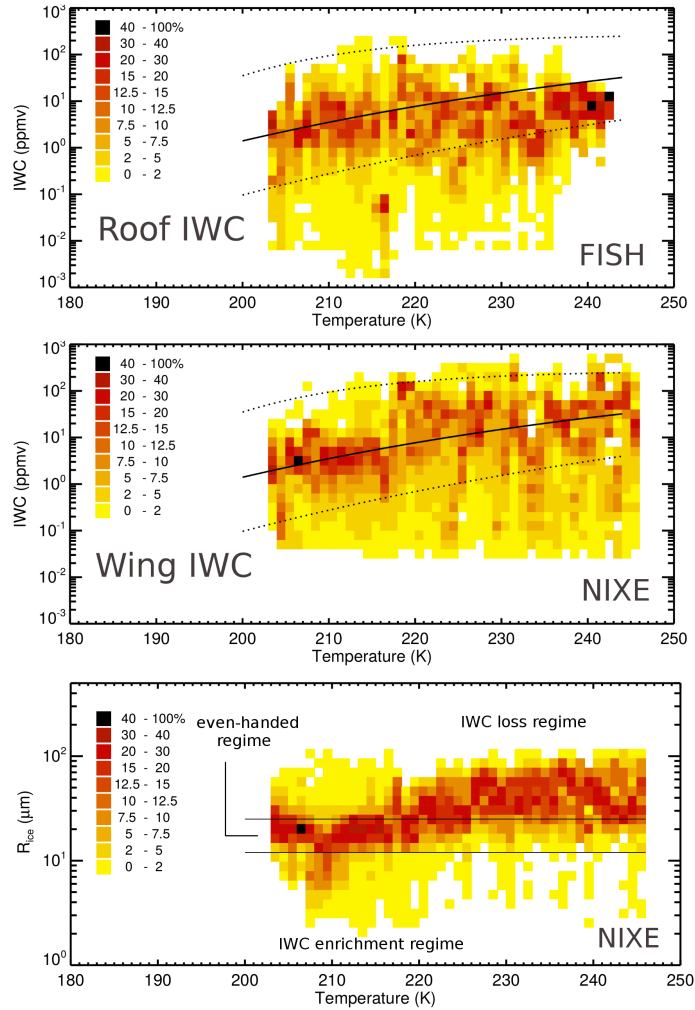 10³
10²
10¹
10⁰
10⁻¹
10⁻²
10⁻³
IWC (ppmv)
40 - 100%
30 - 40
20 - 30
15 - 20
12.5 - 15
10 - 12.5
7.5 - 10
5 - 7.5
2 - 5
0 - 2
Roof IWC
FISH
180 190 200 210 220 230 240 250
Temperature (K)
10³
10²
10¹
10⁰
10⁻¹
10⁻²
10⁻³
IWC (ppmv)
40 - 100%
30 - 40
20 - 30
15 - 20
12.5 - 15
10 - 12.5
7.5 - 10
5 - 7.5
2 - 5
0 - 2
Wing IWC
NIXE
180 190 200 210 220 230 240 250
Temperature (K)
10²
10¹
10⁰
R_ice (µm)
40 - 100%
30 - 40
20 - 30
15 - 20
12.5 - 15
10 - 12.5
7.5 - 10
5 - 7.5
2 - 5
0 - 2
even-handed
regime
IWC loss regime
IWC enrichment regime
NIXE
180 190 200 210 220 230 240 250
Temperature (K)